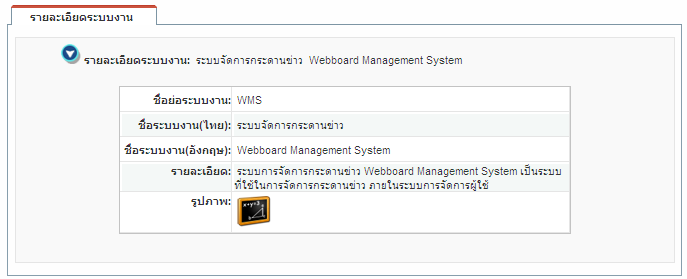 รายละเอียดระบบงาน
รายละเอียดระบบงาน: ระบบจัดการกระดานข่าว Webboard Management System
ชื่อย่อระบบงาน: WMS
ชื่อระบบงาน(ไทย): ระบบจัดการกระดานข่าว
ชื่อระบบงาน(อังกฤษ): Webboard Management System
รายละเอียด: ระบบการจัดการกระดานข่าว Webboard Management System เป็นระบบ
ที่ใช้ในการจัดการกระดานข่าว ภายในระบบการจัดการผู้ใช้
รูปภาพ: